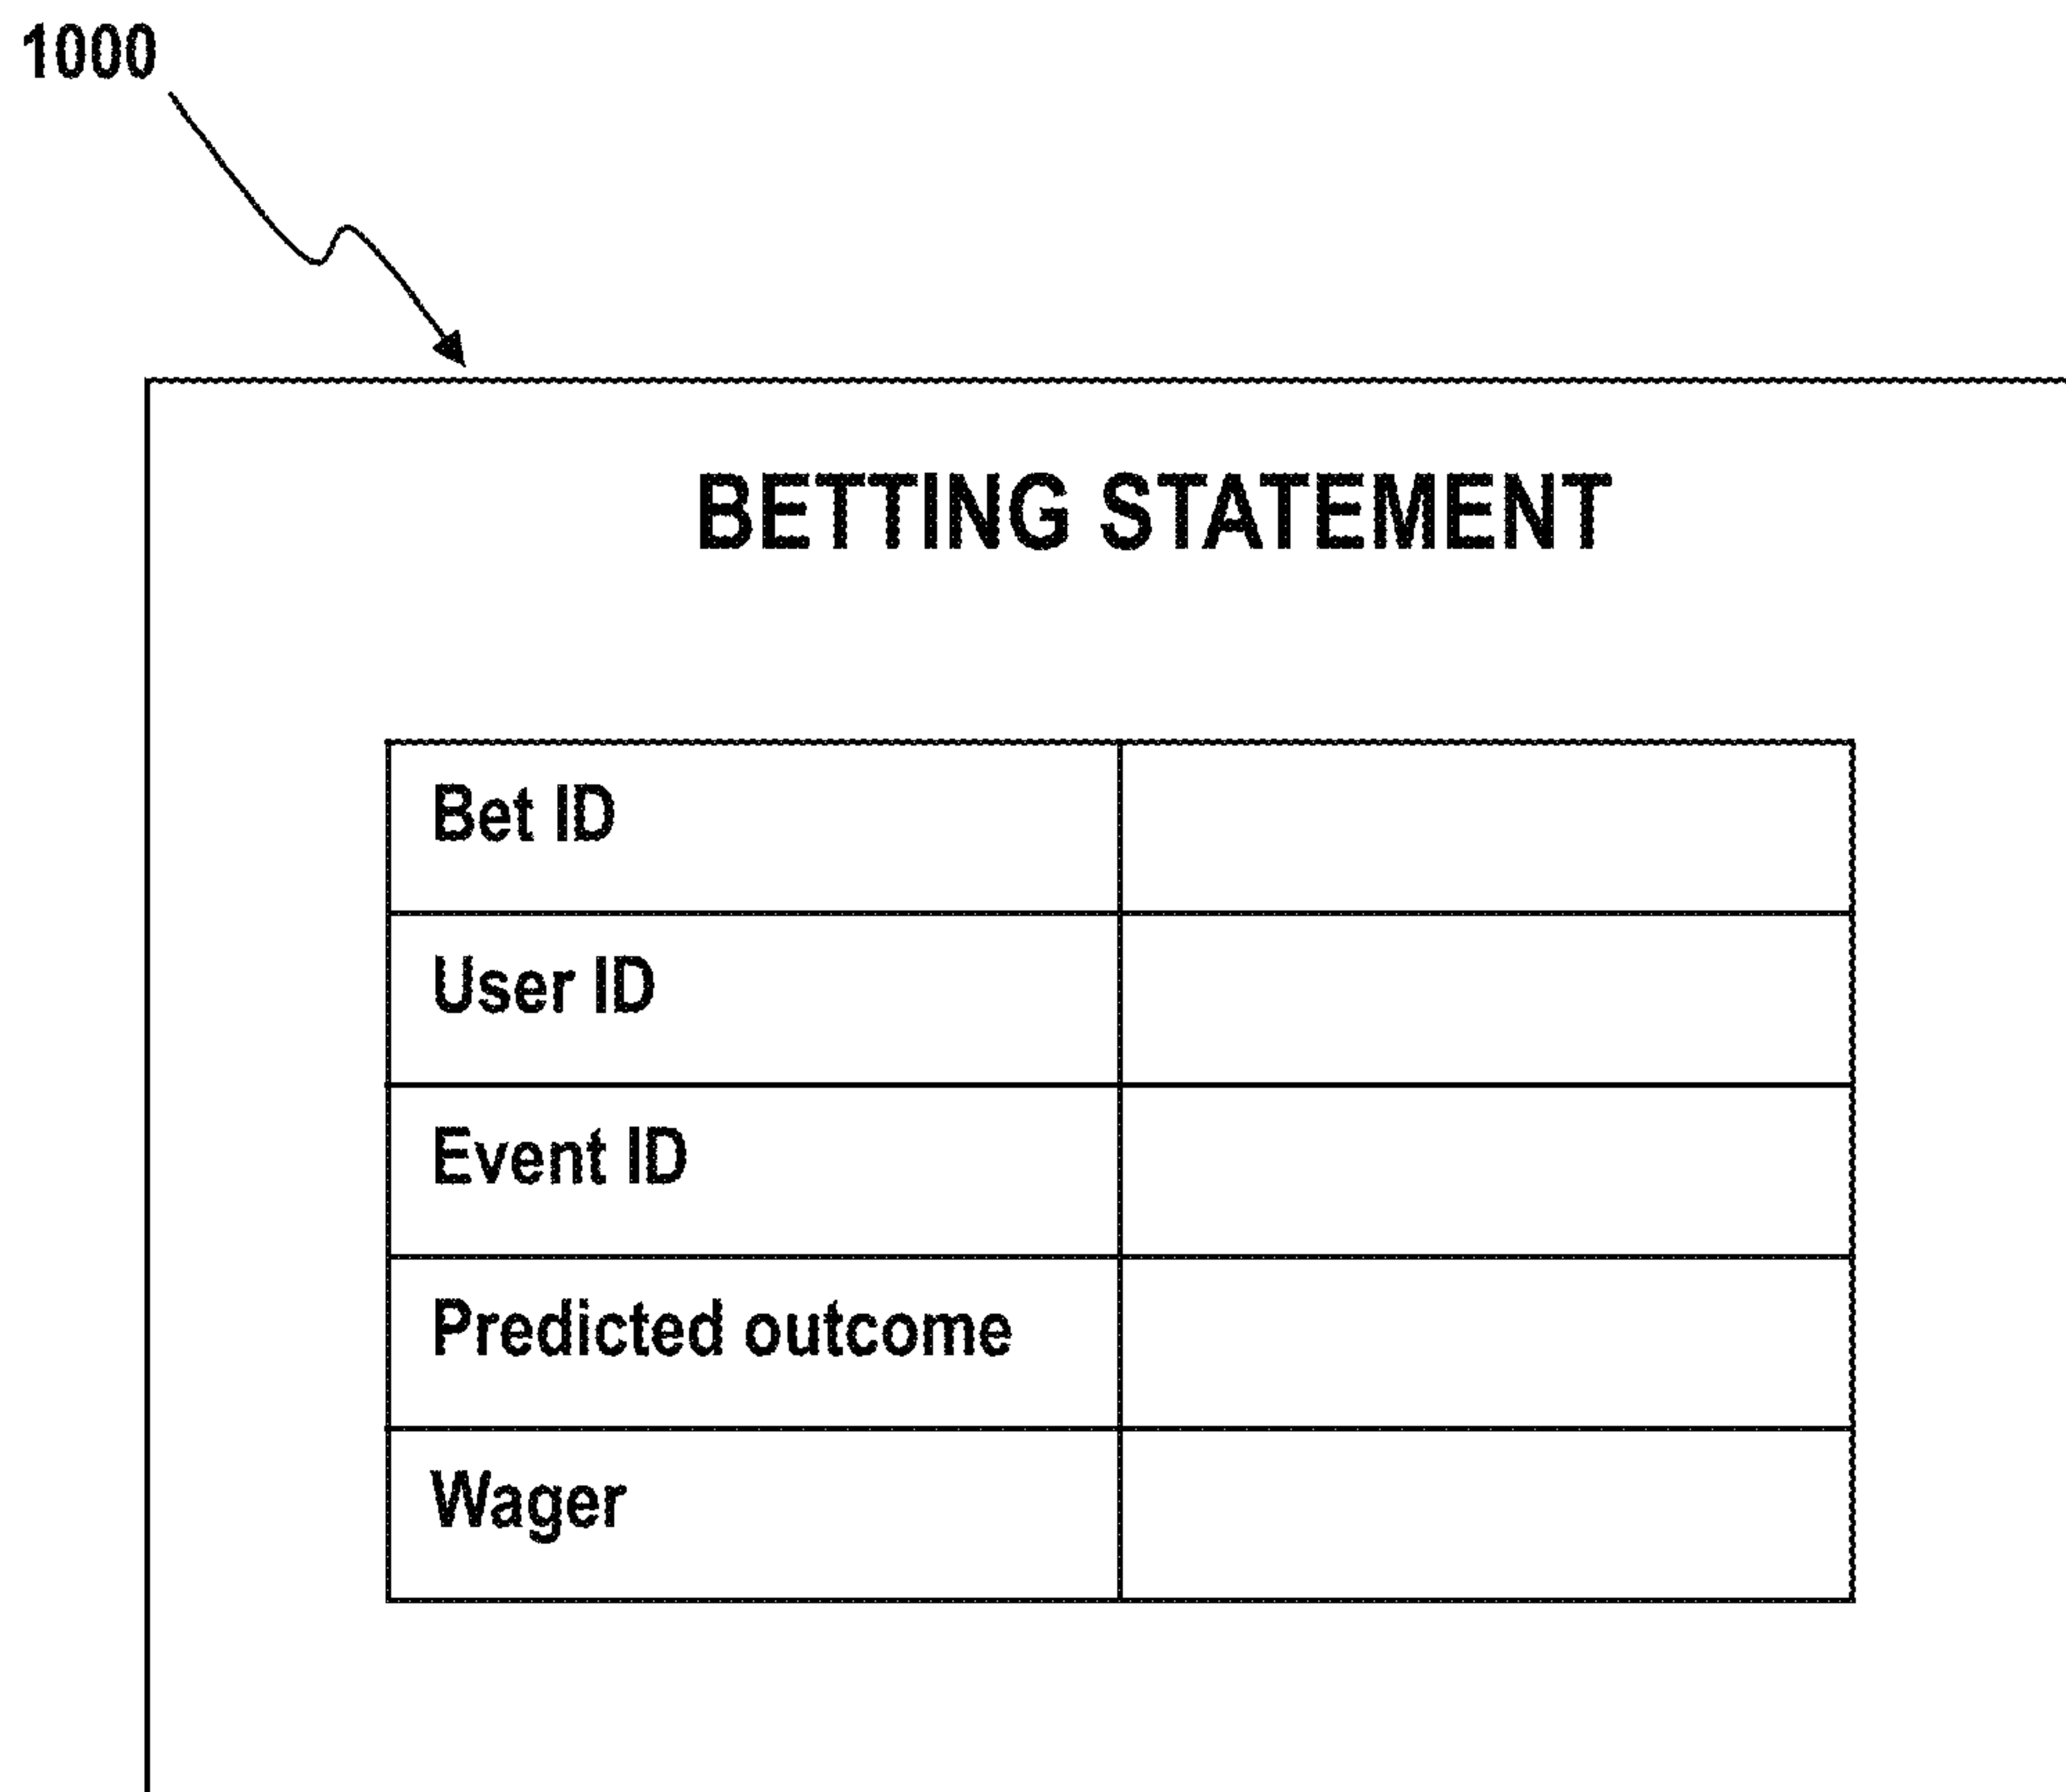 1000
BETTING STATEMENT
Bet ID
User ID
Event ID
Predicted outcome
Wager